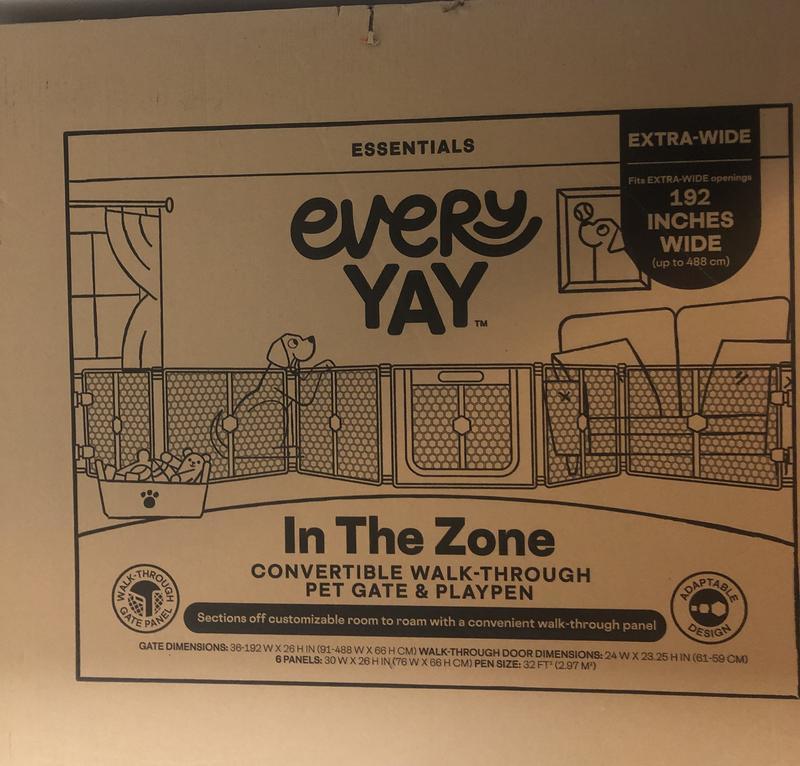 ESSENTIALS
EXTRA-WIDE
Fits EXTRA-WIDE openings
192
INCHES
WIDE
(up to 488 cm)
every
YAY™
In The Zone
CONVERTIBLE WALK-THROUGH
PET GATE & PLAYPEN
WALK-THROUGH
GATE PANEL
Sections off customizable room to roam with a convenient walk-through panel
ADAPTABLE
DESIGN
GATE DIMENSIONS: 36-192 W X 26 H IN (91-488 W X 66 H CM) WALK-THROUGH DOOR DIMENSIONS: 24 W X 23.25 H IN (61-59 CM)
6 PANELS: 30 W X 26 H IN (76 W X 66 H CM) PEN SIZE: 32 FT² (2.97 M²)